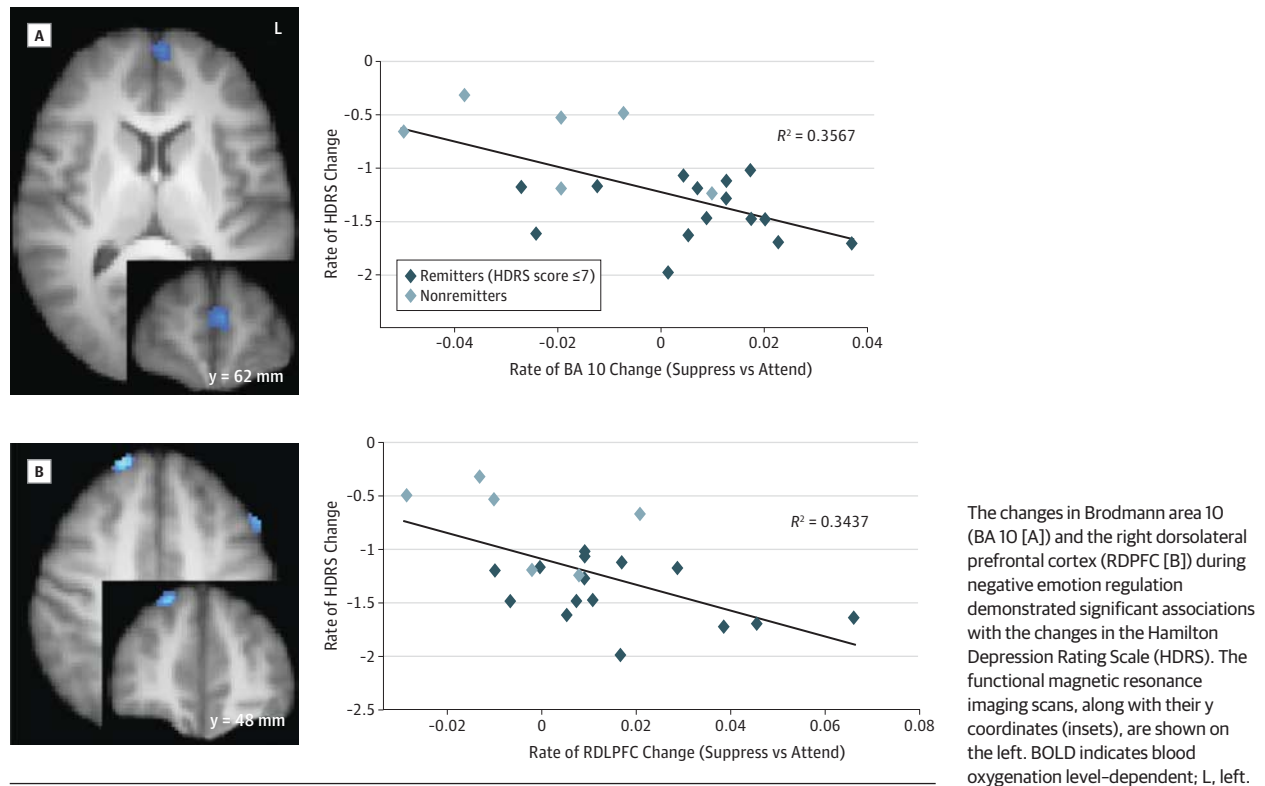 A
L
y = 62 mm
0
-0.5
-1
-1.5
-2
Rate of HDRS Change
R² = 0.3567
Remitters (HDRS score ≤7)
Nonremitters
-0.04
-0.02
0
0.02
0.04
Rate of BA 10 Change (Suppress vs Attend)
B
y = 48 mm
0
-0.5
-1
-1.5
-2
-2.5
Rate of HDRS Change
R² = 0.3437
-0.02
0
0.02
0.04
0.06
0.08
Rate of RDLPFC Change (Suppress vs Attend)
The changes in Brodmann area 10
(BA 10 [A]) and the right dorsolateral
prefrontal cortex (RDPFC [B]) during
negative emotion regulation
demonstrated significant associations
with the changes in the Hamilton
Depression Rating Scale (HDRS). The
functional magnetic resonance
imaging scans, along with their y
coordinates (insets), are shown on
the left. BOLD indicates blood
oxygenation level–dependent; L, left.